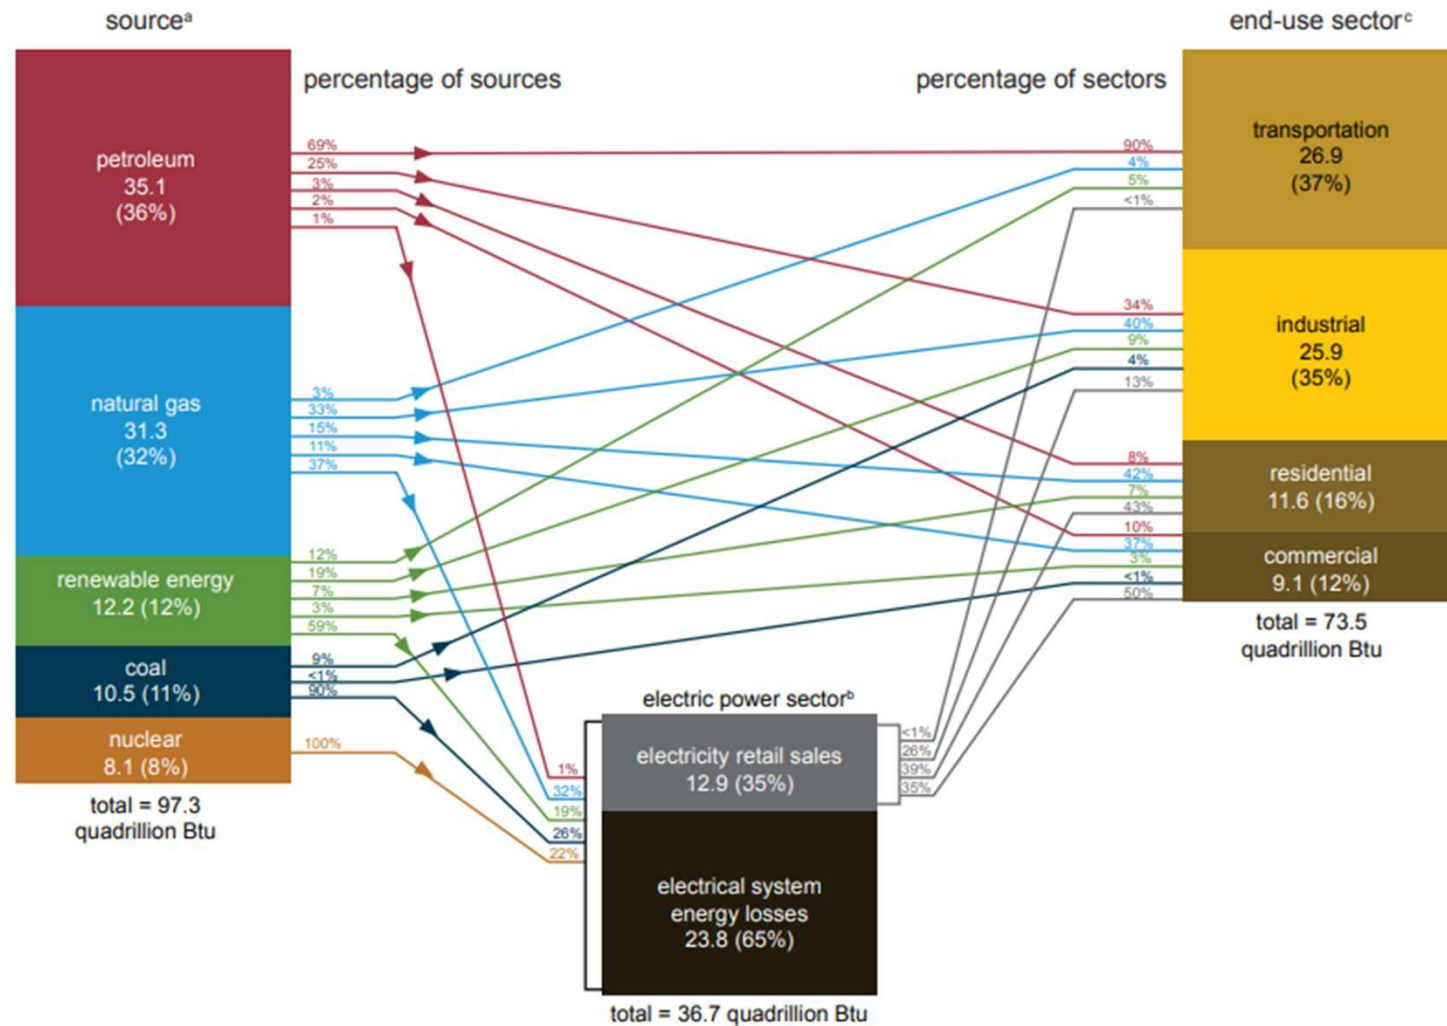 sourceᵃ
end-use sectorᶜ
percentage of sources
percentage of sectors
petroleum
35.1
(36%)
69%
25%
3%
2%
1%
natural gas
31.3
(32%)
3%
33%
15%
11%
37%
renewable energy
12.2 (12%)
12%
19%
7%
3%
59%
coal
10.5 (11%)
9%
<1%
90%
nuclear
8.1 (8%)
100%
total = 97.3
quadrillion Btu
electric power sectorᵇ
1%
32%
19%
26%
22%
electricity retail sales
12.9 (35%)
electrical system
energy losses
23.8 (65%)
total = 36.7 quadrillion Btu
<1%
26%
39%
35%
90%
4%
5%
<1%
transportation
26.9
(37%)
34%
40%
9%
4%
13%
industrial
25.9
(35%)
8%
42%
7%
43%
residential
11.6 (16%)
10%
37%
3%
<1%
50%
commercial
9.1 (12%)
total = 73.5
quadrillion Btu